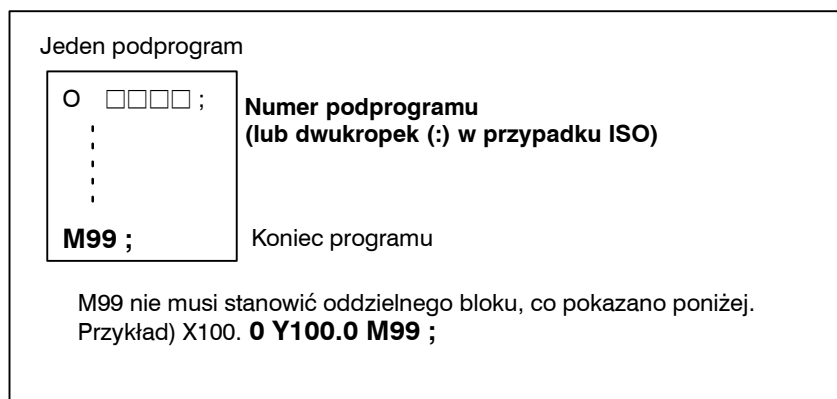 Jeden podprogram
O □□□□ ;
Numer podprogramu
(lub dwukropek (:) w przypadku ISO)
M99 ;
Koniec programu
M99 nie musi stanowić oddzielnego bloku, co pokazano poniżej.
Przykład) X100. 0 Y100.0 M99 ;